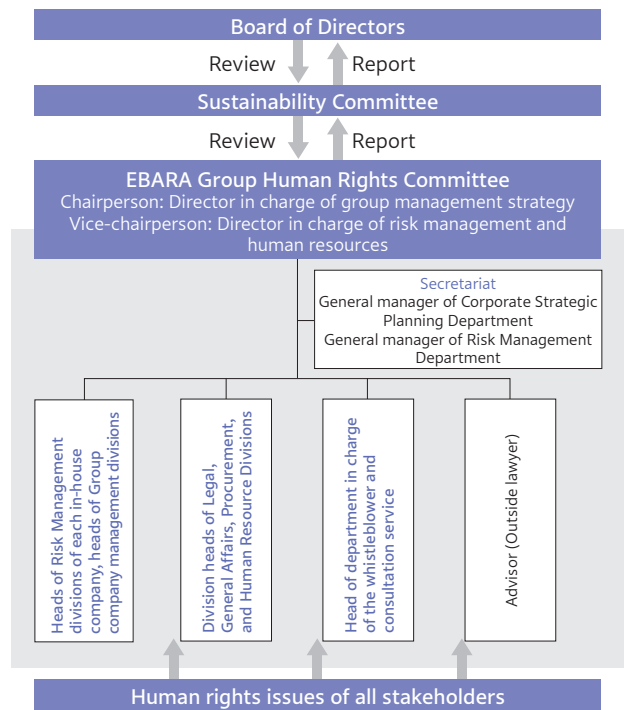 Board of Directors
Review
Report
Sustainability Committee
Review
Report
EBARA Group Human Rights Committee
Chairperson: Director in charge of group management strategy
Vice-chairperson: Director in charge of risk management and
human resources
Secretariat
General manager of Corporate Strategic
Planning Department
General manager of Risk Management
Department
Heads of Risk Management
divisions of each in-house
company, heads of Group
company management divisions
Division heads of Legal,
General Affairs, Procurement,
and Human Resource Divisions
Head of department in charge
of the whistleblower and
consultation service
Advisor (Outside lawyer)
Human rights issues of all stakeholders